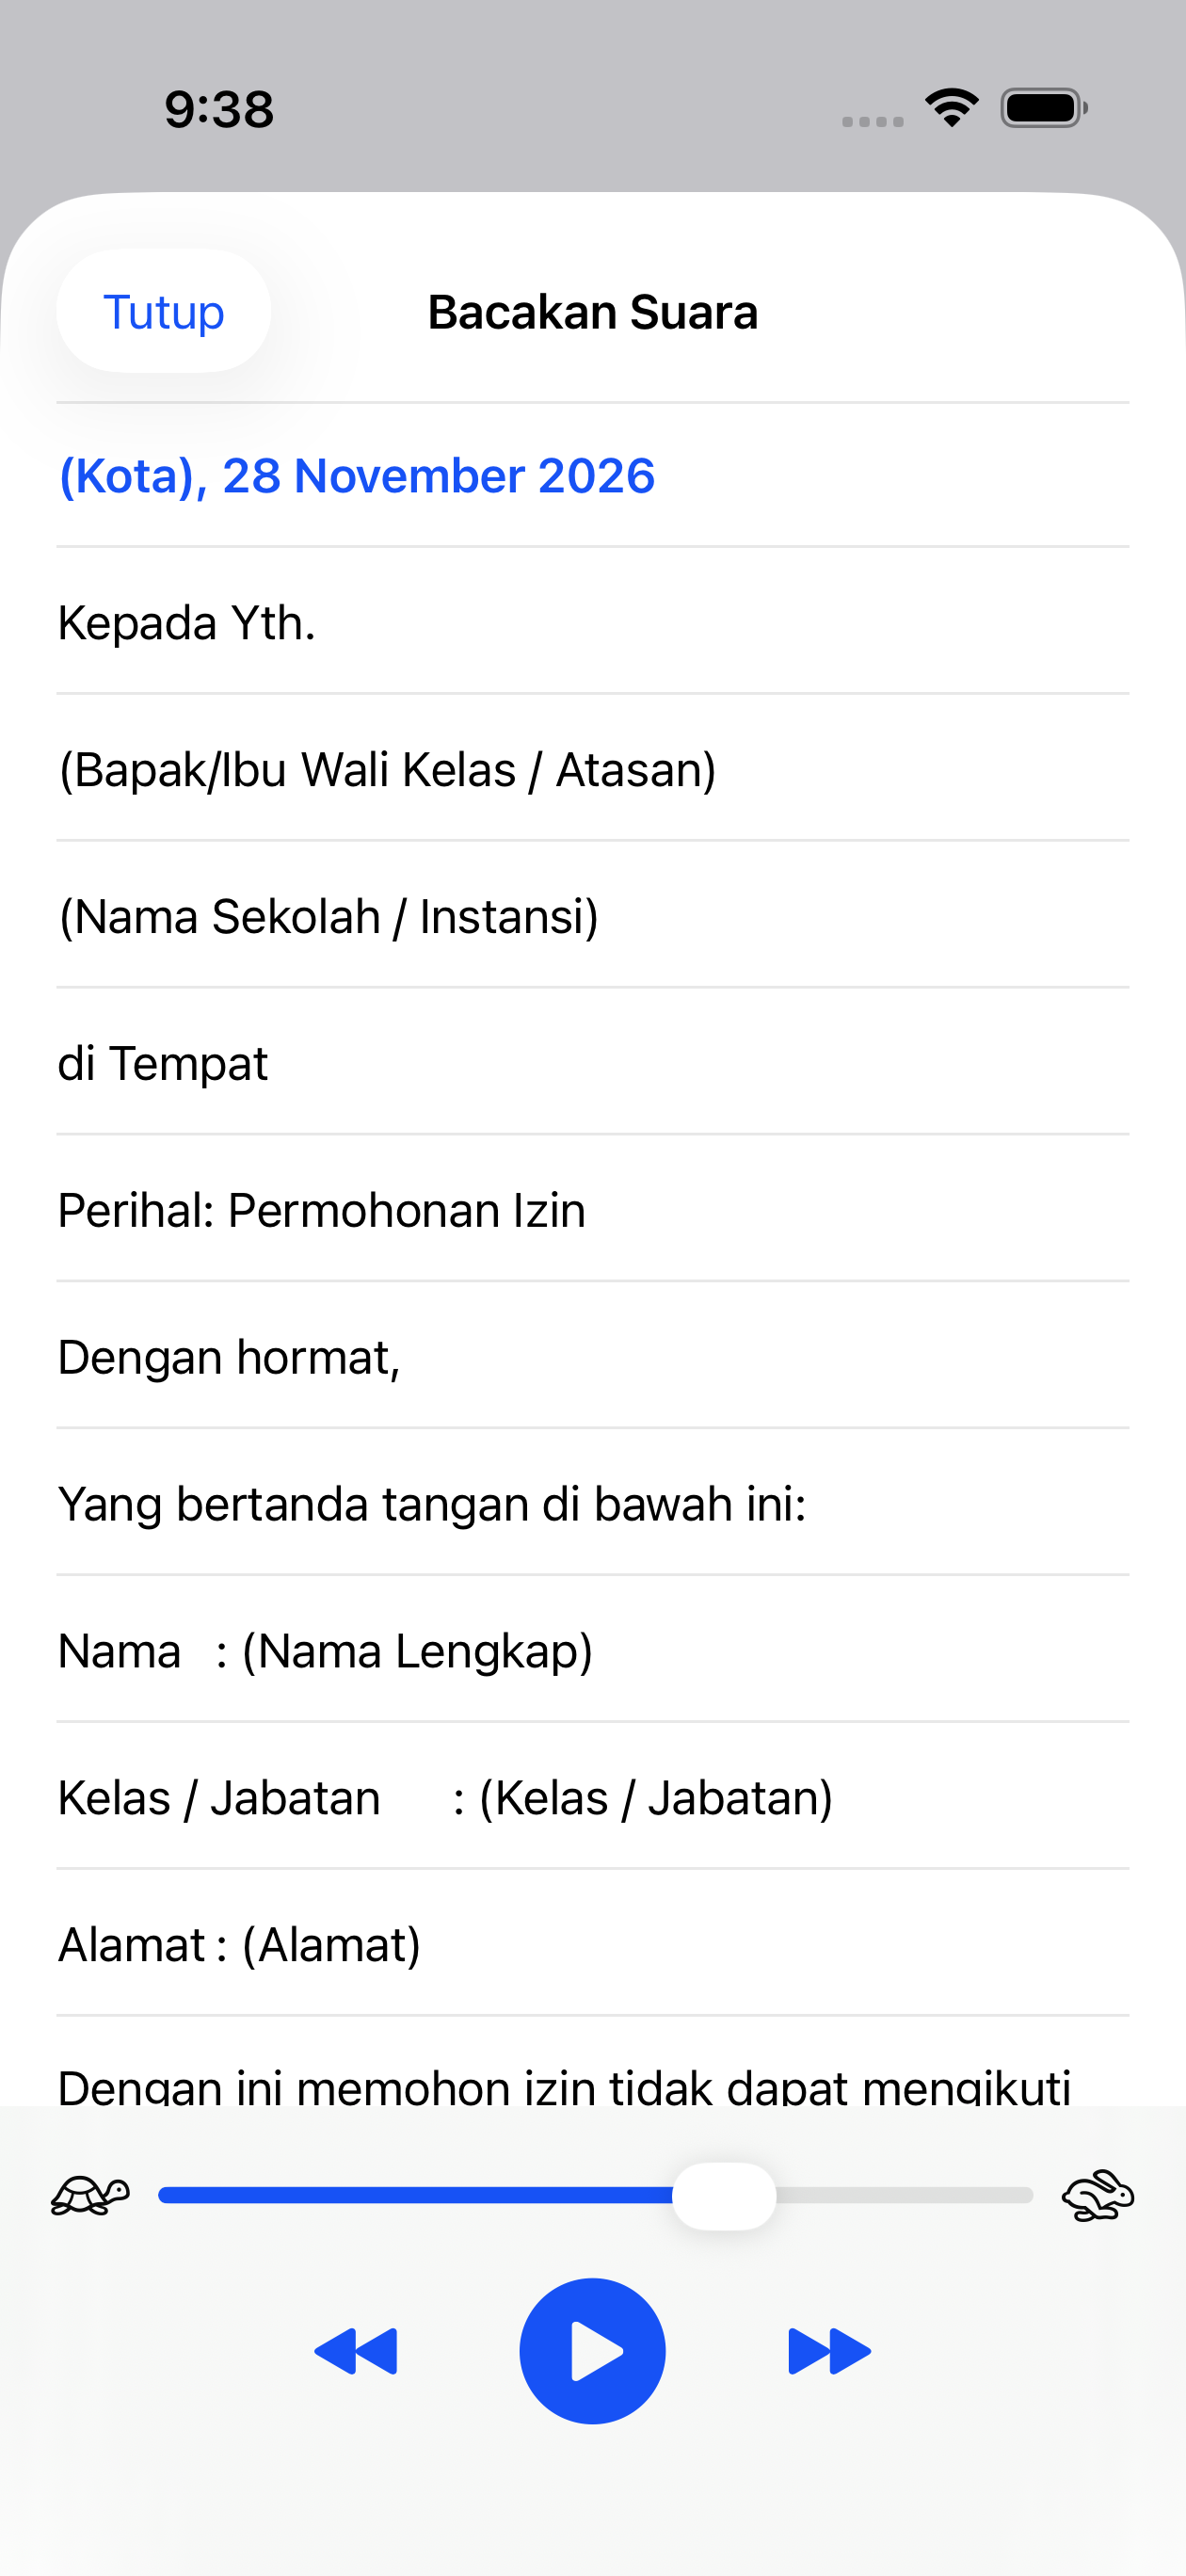 9:38
Tutup
Bacakan Suara
(Kota), 28 November 2026
Kepada Yth.
(Bapak/Ibu Wali Kelas / Atasan)
(Nama Sekolah / Instansi)
di Tempat
Perihal: Permohonan Izin
Dengan hormat,
Yang bertanda tangan di bawah ini:
Nama : (Nama Lengkap)
Kelas / Jabatan : (Kelas / Jabatan)
Alamat : (Alamat)
Dengan ini memohon izin tidak dapat mengikuti